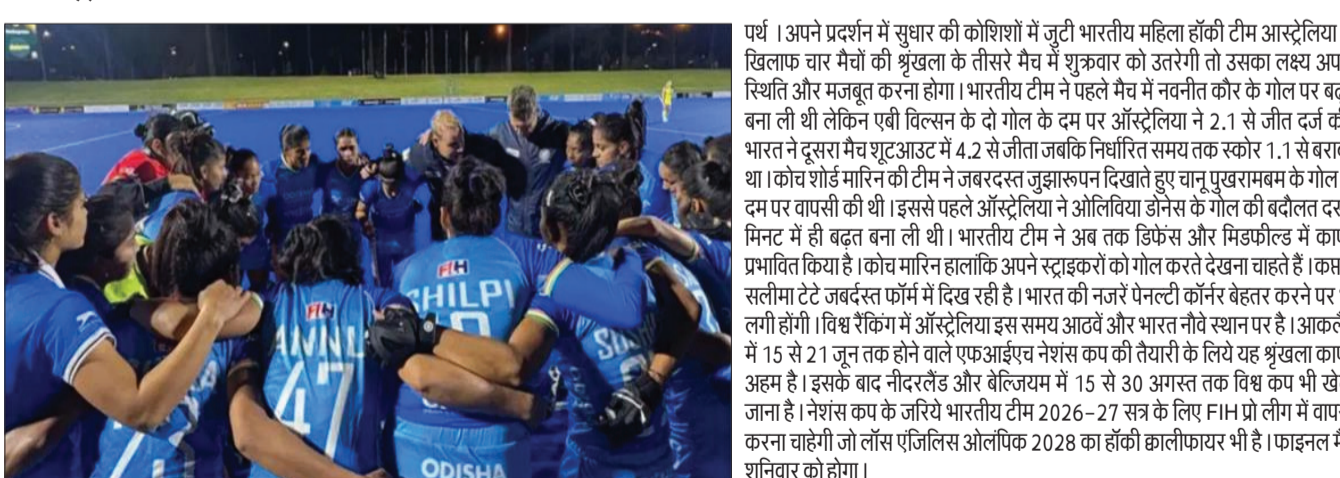 FIH
SHILPI
FIH
ANNU
47
ODISHA
पर्थ । अपने प्रदर्शन में सुधार की कोशिशों में जुटी भारतीय महिला हॉकी टीम आस्ट्रेलिया
खिलाफ चार मैचों की श्रृंखला के तीसरे मैच में शुक्रवार को उतरेगी तो उसका लक्ष्य
स्थिति और मजबूत करना होगा । भारतीय टीम ने पहले मैच में नवनीत कौर के गोल पर
बना ली थी लेकिन एबी विल्सन के दो गोल के दम पर ऑस्ट्रेलिया ने 2.1 से जीत दर्ज
भारत ने दूसरा मैच शूटआउट में 4.2 से जीता जबकि निर्धारित समय तक स्कोर 1.1 से
था । कोच शोर्ड मारिन की टीम ने जबरदस्त जुझारूपन दिखाते हुए चानू पुखरामबम के गोल
दम पर वापसी की थी । इससे पहले ऑस्ट्रेलिया ने ओलिविया डोनेस के गोल की बदौलत
मिनट में ही बढ़त बना ली थी । भारतीय टीम ने अब तक डिफेंस और मिडफील्ड में
प्रभावित किया है । कोच मारिन हालांकि अपने स्ट्राइकरों को गोल करते देखना चाहते हैं ।
सलीमा टेटे जबर्दस्त फॉर्म में दिख रही है । भारत की नजरें पेनल्टी कॉर्नर बेहतर करने पर
लगी होंगी । विश्व रैंकिंग में ऑस्ट्रेलिया इस समय आठवें और भारत नौवे स्थान पर है ।
में 15 से 21 जून तक होने वाले एफआईएच नेशंस कप की तैयारी के लिये यह श्रृंखला
अहम है । इसके बाद नीदरलैंड और बेल्जियम में 15 से 30 अगस्त तक विश्व कप भी
जाना है । नेशंस कप के जरिये भारतीय टीम 2026-27 सत्र के लिए FIH प्रो लीग में
करना चाहेगी जो लॉस एंजिलिस ओलंपिक 2028 का हॉकी क्वालीफायर भी है । फाइनल
शनिवार को होगा ।